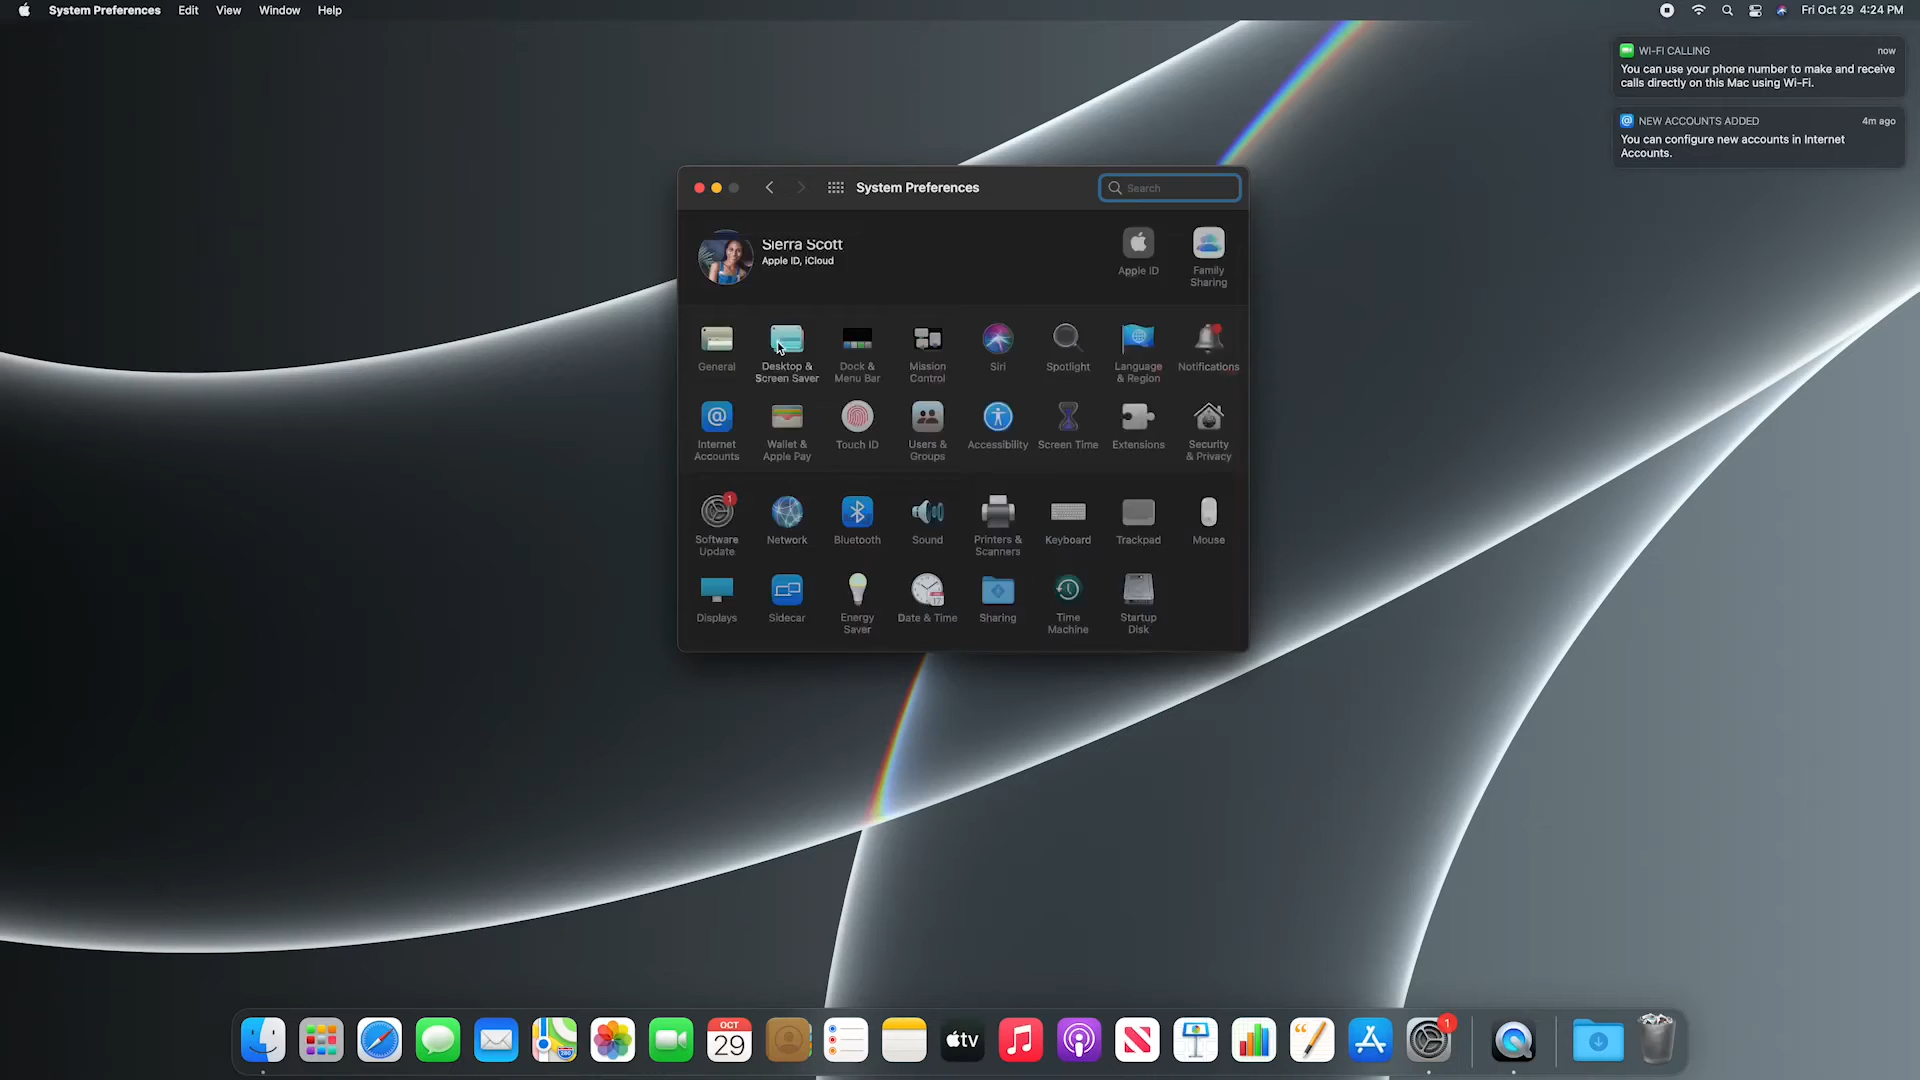 System Preferences Edit View Window Help
Fri Oct 29 4:24 PM
WI-FI CALLING now
You can use your phone number to make and receive
calls directly on this Mac using Wi-Fi.
NEW ACCOUNTS ADDED 4m ago
You can configure new accounts in Internet
Accounts.
System Preferences
Search
Sierra Scott
Apple ID, iCloud
Apple ID
Family
Sharing
General
Desktop &
Screen Saver
Dock &
Menu Bar
Mission
Control
Siri
Spotlight
Language
& Region
Notifications
Internet
Accounts
Wallet &
Apple Pay
Touch ID
Users &
Groups
Accessibility
Screen Time
Extensions
Security
& Privacy
1
Software
Update
Network
Bluetooth
Sound
Printers &
Scanners
Keyboard
Trackpad
Mouse
Displays
Sidecar
Energy
Saver
17
Date & Time
Sharing
Time
Machine
Startup
Disk
280
OCT
29
tv
1